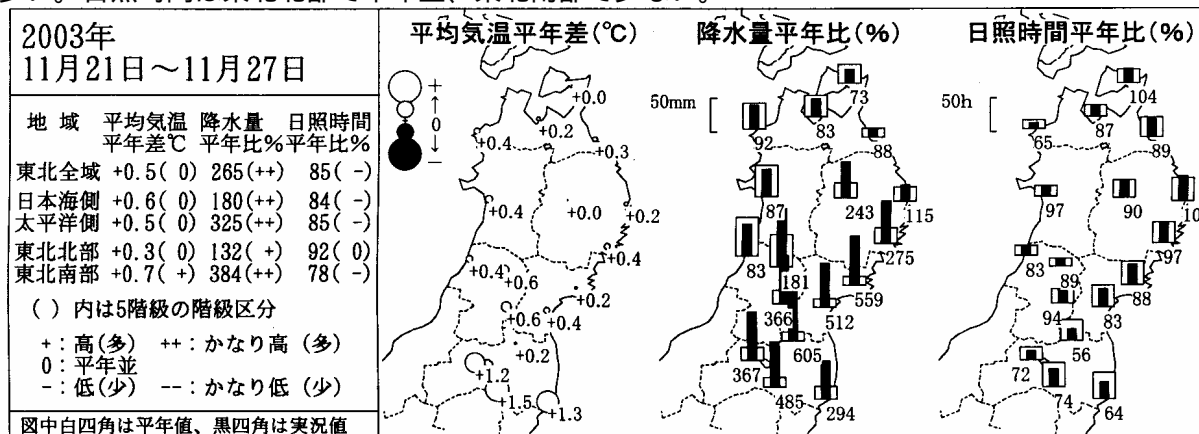 2003年
11月21日～11月27日
地 域 平均気温 降水量 日照時間
平年差℃ 平年比% 平年比%
東北全域 +0.5( 0) 265(++) 85( -)
日本海側 +0.6( 0) 180(++) 84( -)
太平洋側 +0.5( 0) 325(++) 85( -)
東北北部 +0.3( 0) 132( +) 92( 0)
東北南部 +0.7( +) 384(++) 78( -)
( ) 内は5階級の階級区分
+：高(多) ++：かなり高 (多)
0：平年並
-：低(少) --：かなり低 (少)
図中白四角は平年値、黒四角は実況値
平均気温平年差(℃)
+
↑
0
↓
-
+0.0
+0.2
+0.4
+0.3
+0.4
+0.0
+0.2
+0.4
+0.4
+0.6
+0.2
+0.6
+0.4
+0.2
+1.2
+1.5
+1.3
降水量平年比(%)
50mm
73
83
92
88
87
243
115
275
83
181
559
366
512
605
367
485
294
日照時間平年比(%)
50h
104
87
65
89
97
90
10
97
83
89
88
94
83
56
72
74
64